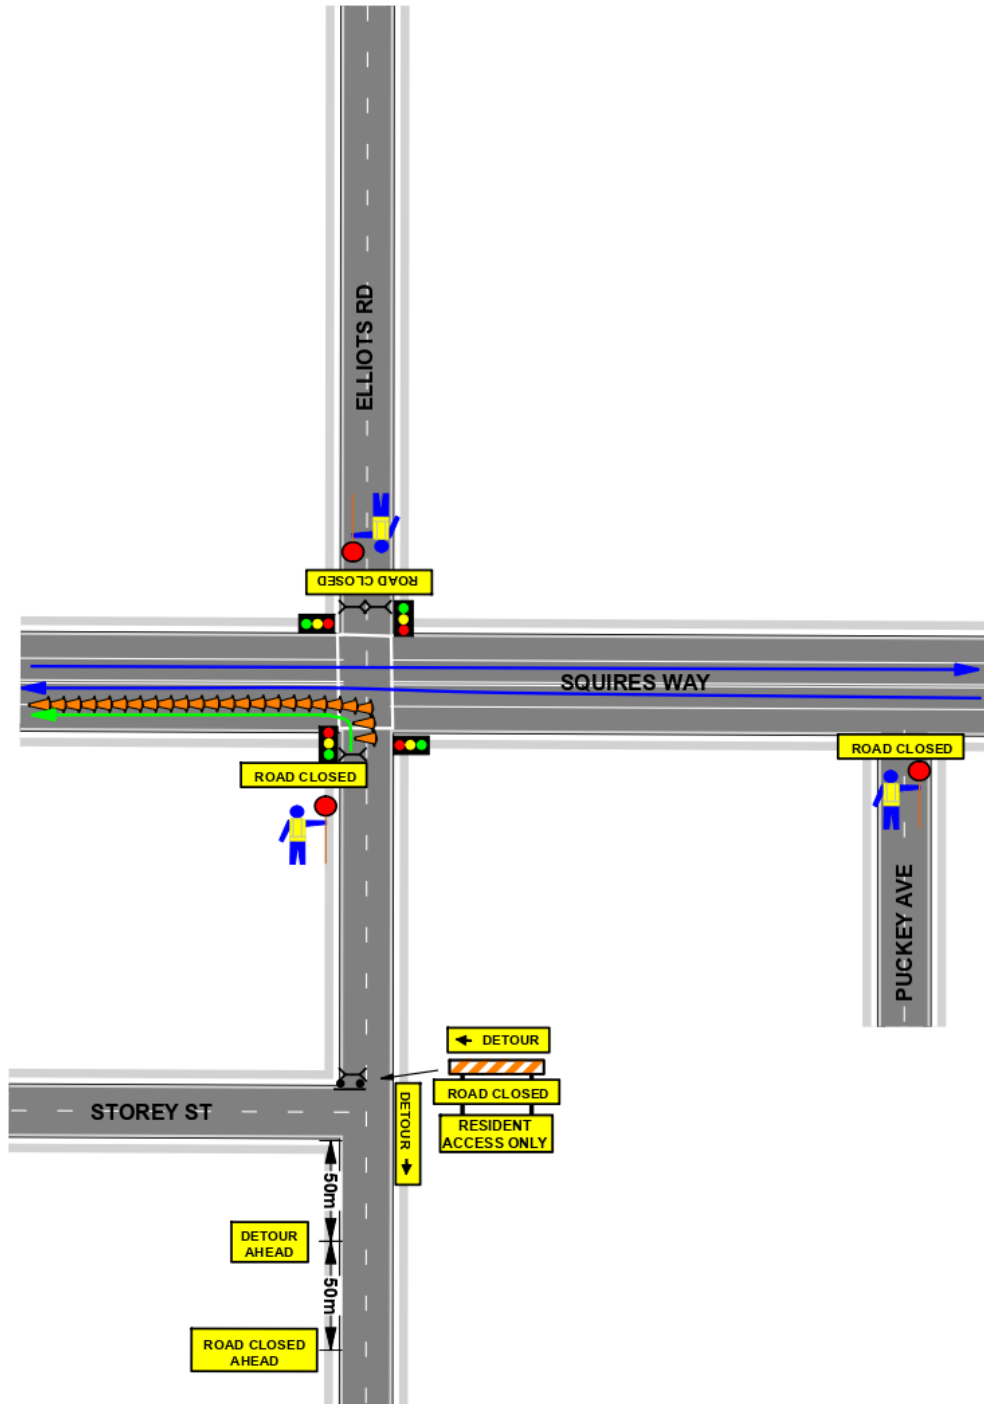 ELLIOTS RD
ROAD CLOSED
SQUIRES WAY
ROAD CLOSED
ROAD CLOSED
PUCKEY AVE
DETOUR
ROAD CLOSED
RESIDENT
ACCESS ONLY
DETOUR
STOREY ST
50m
DETOUR
AHEAD
50m
ROAD CLOSED
AHEAD